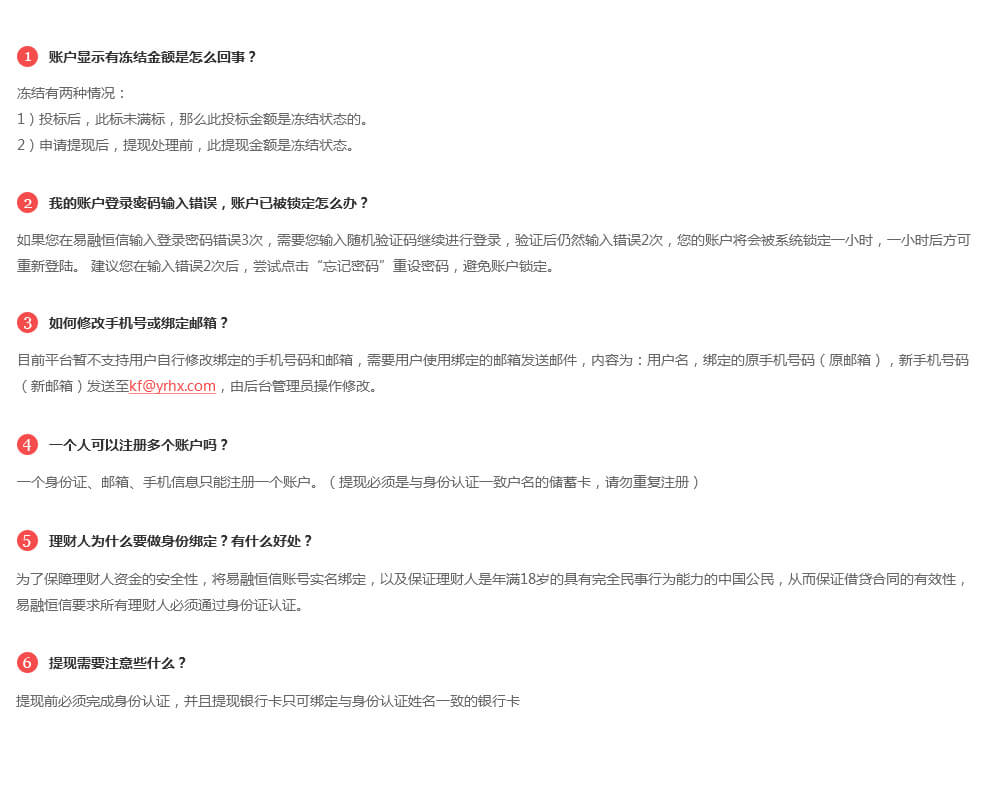 1 账户显示有冻结金额是怎么回事？
冻结有两种情况：
1）投标后，此标未满标，那么此投标金额是冻结状态的。
2）申请提现后，提现处理前，此提现金额是冻结状态。
2 我的账户登录密码输入错误，账户已被锁定怎么办？
如果您在易融恒信输入登录密码错误3次，需要您输入随机验证码继续进行登录，验证后仍然输入错误2次，您的账户将会被系统锁定一小时，一小时后方可
重新登陆。 建议您在输入错误2次后，尝试点击“忘记密码”重设密码，避免账户锁定。
3 如何修改手机号或绑定邮箱？
目前平台暂不支持用户自行修改绑定的手机号码和邮箱，需要用户使用绑定的邮箱发送邮件，内容为：用户名，绑定的原手机号码（原邮箱），新手机号码
（新邮箱）发送至kf@yrhx.com，由后台管理员操作修改。
4 一个人可以注册多个账户吗？
一个身份证、邮箱、手机信息只能注册一个账户。（提现必须是与身份认证一致户名的储蓄卡，请勿重复注册）
5 理财人为什么要做身份绑定？有什么好处？
为了保障理财人资金的安全性，将易融恒信账号实名绑定，以及保证理财人是年满18岁的具有完全民事行为能力的中国公民，从而保证借贷合同的有效性，
易融恒信要求所有理财人必须通过身份证认证。
6 提现需要注意些什么？
提现前必须完成身份认证，并且提现银行卡只可绑定与身份认证姓名一致的银行卡